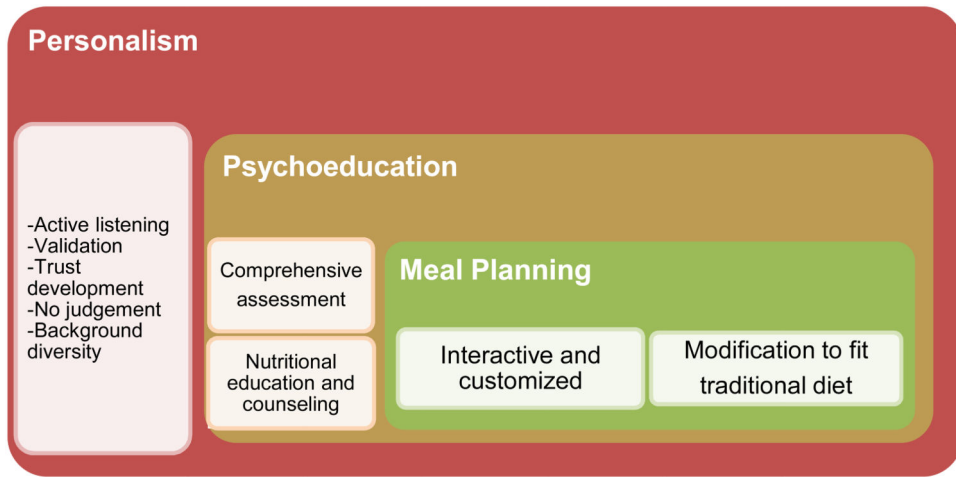 Personalism
-Active listening
-Validation
-Trust
development
-No judgement
-Background
diversity
Psychoeducation
Comprehensive
assessment
Nutritional
education and
counseling
Meal Planning
Interactive and
customized
Modification to fit
traditional diet